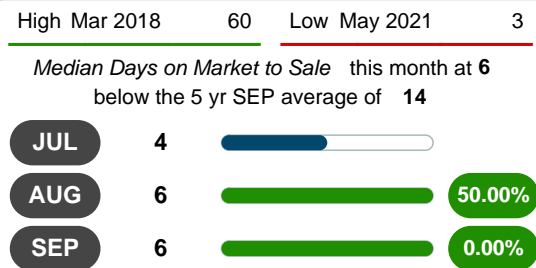 High Mar 2018 60 Low May 2021 3
Median Days on Market to Sale this month at 6
below the 5 yr SEP average of 14
JUL 4
AUG 6 50.00%
SEP 6 0.00%